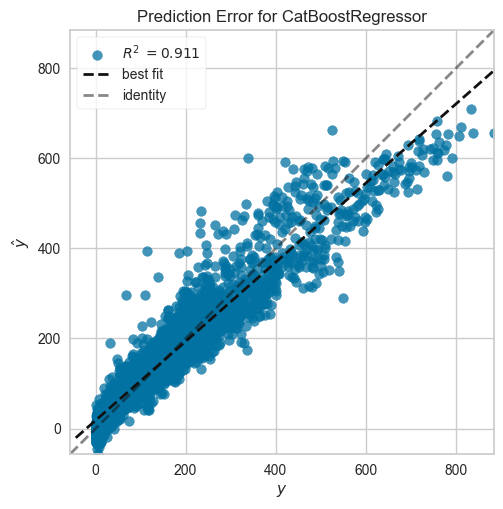 Prediction Error for CatBoostRegressor
R² = 0.911
best fit
identity
800
600
400
200
0
ŷ
0 200 400 600 800
y